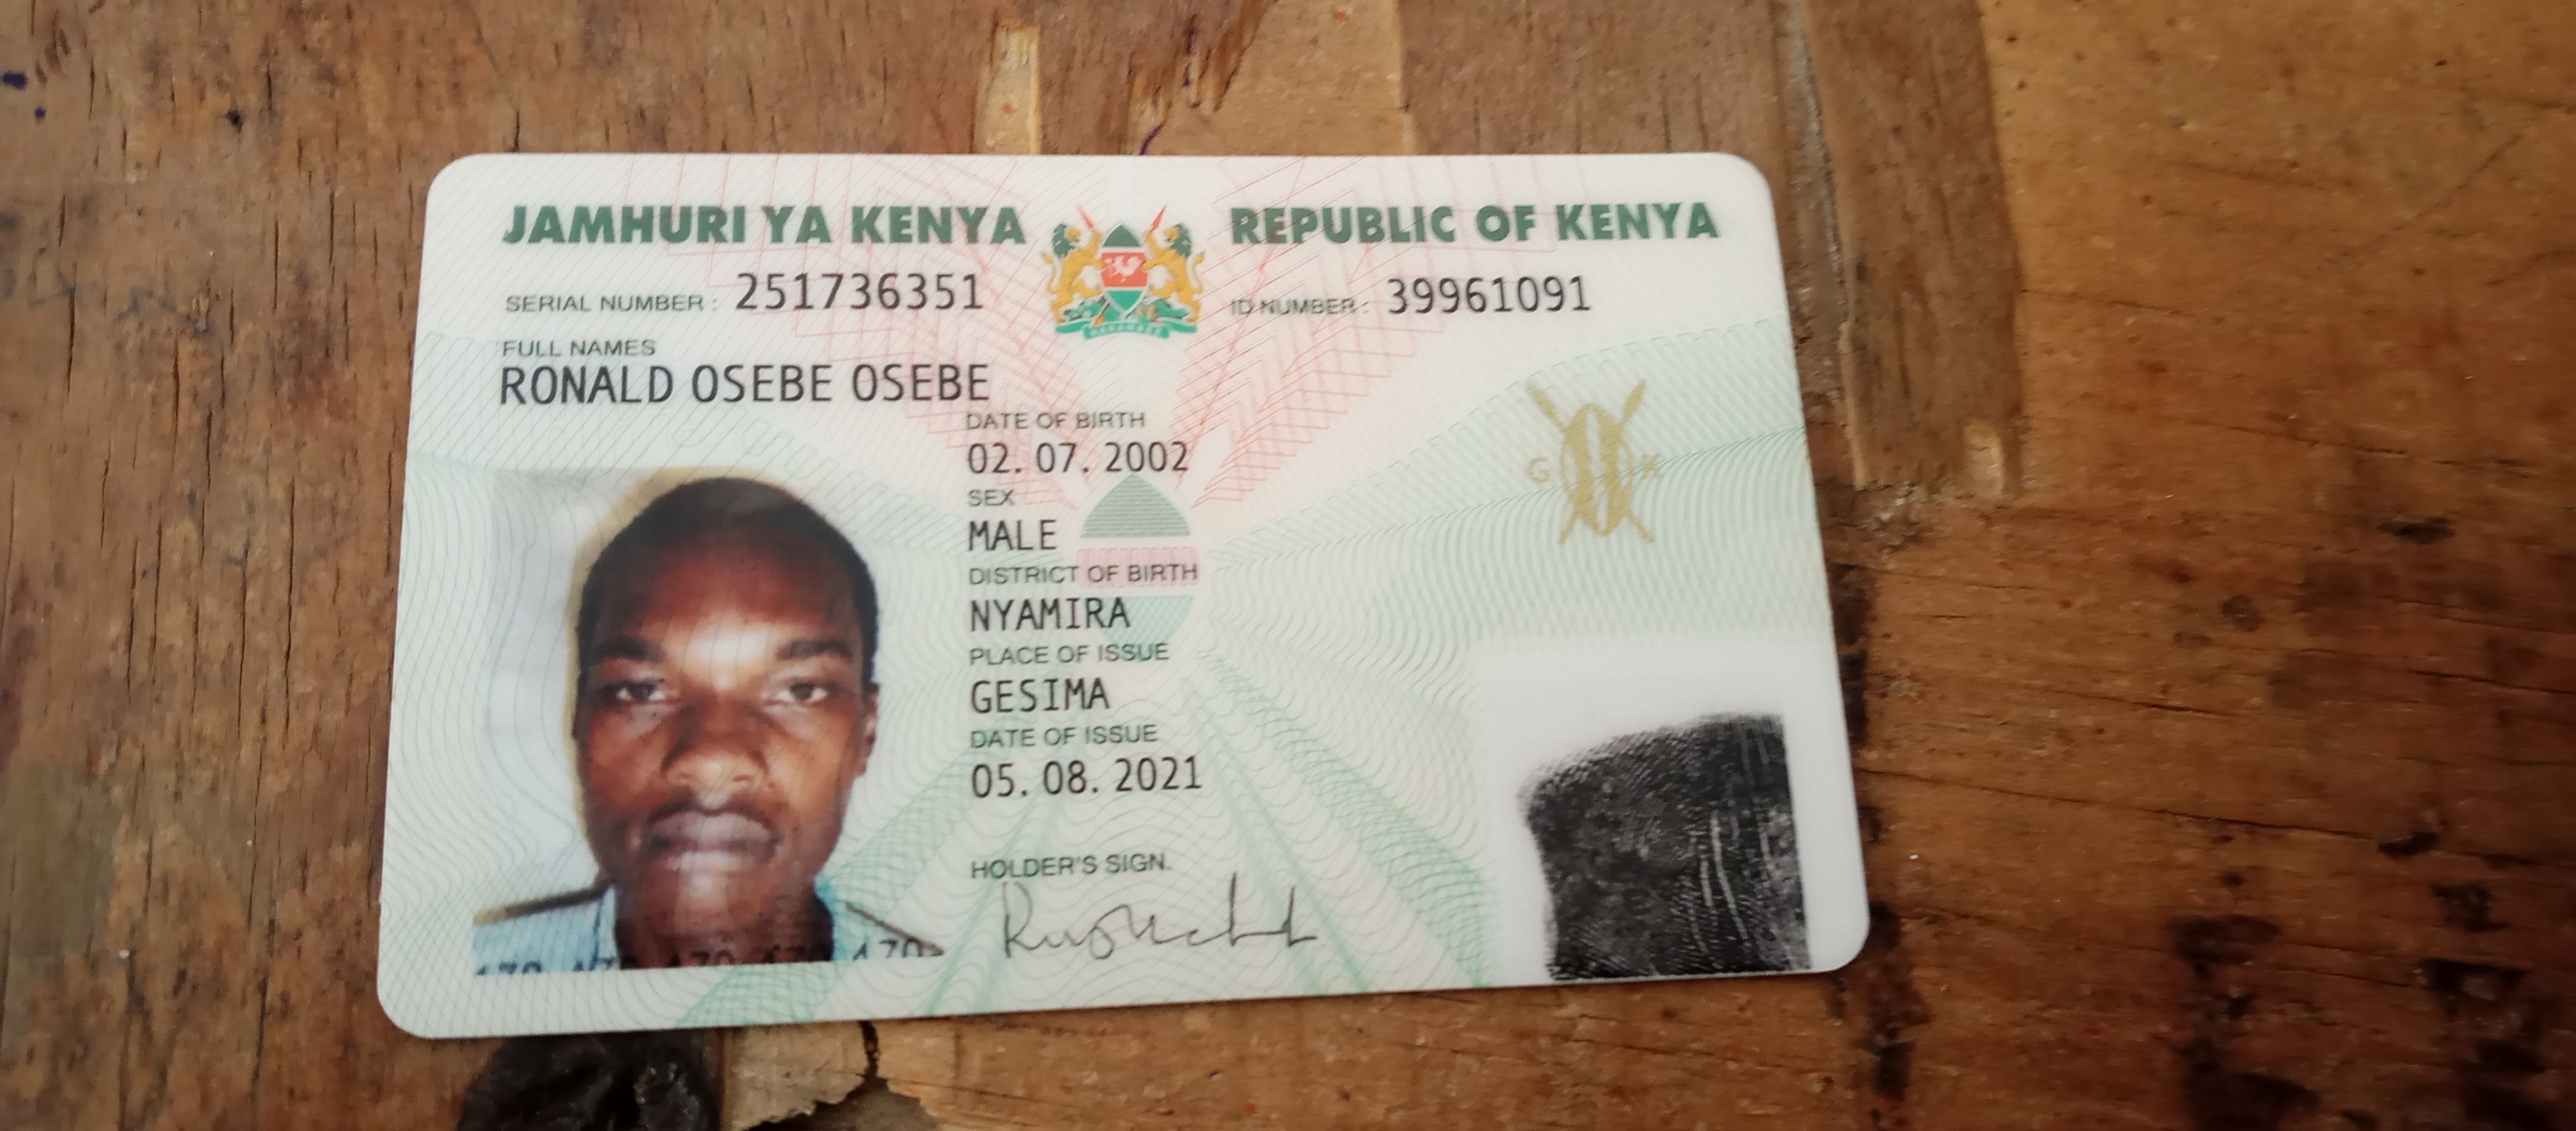 JAMHURI YA KENYA REPUBLIC OF KENYA
SERIAL NUMBER : 251736351 ID NUMBER : 39961091
FULL NAMES
RONALD OSEBE OSEBE
DATE OF BIRTH
02. 07. 2002
SEX
MALE
DISTRICT OF BIRTH
NYAMIRA
PLACE OF ISSUE
GESIMA
DATE OF ISSUE
05. 08. 2021
HOLDER'S SIGN.
G K
HARAMBEE